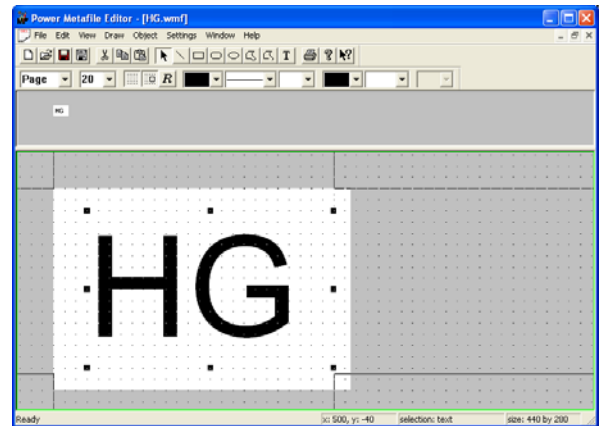 Power Metafile Editor - [HG.wmf]
File Edit View Draw Object Settings Window Help
T
Page 20 R
HG
HG
Ready x: 500, y: -40 selection: text size: 440 by 280